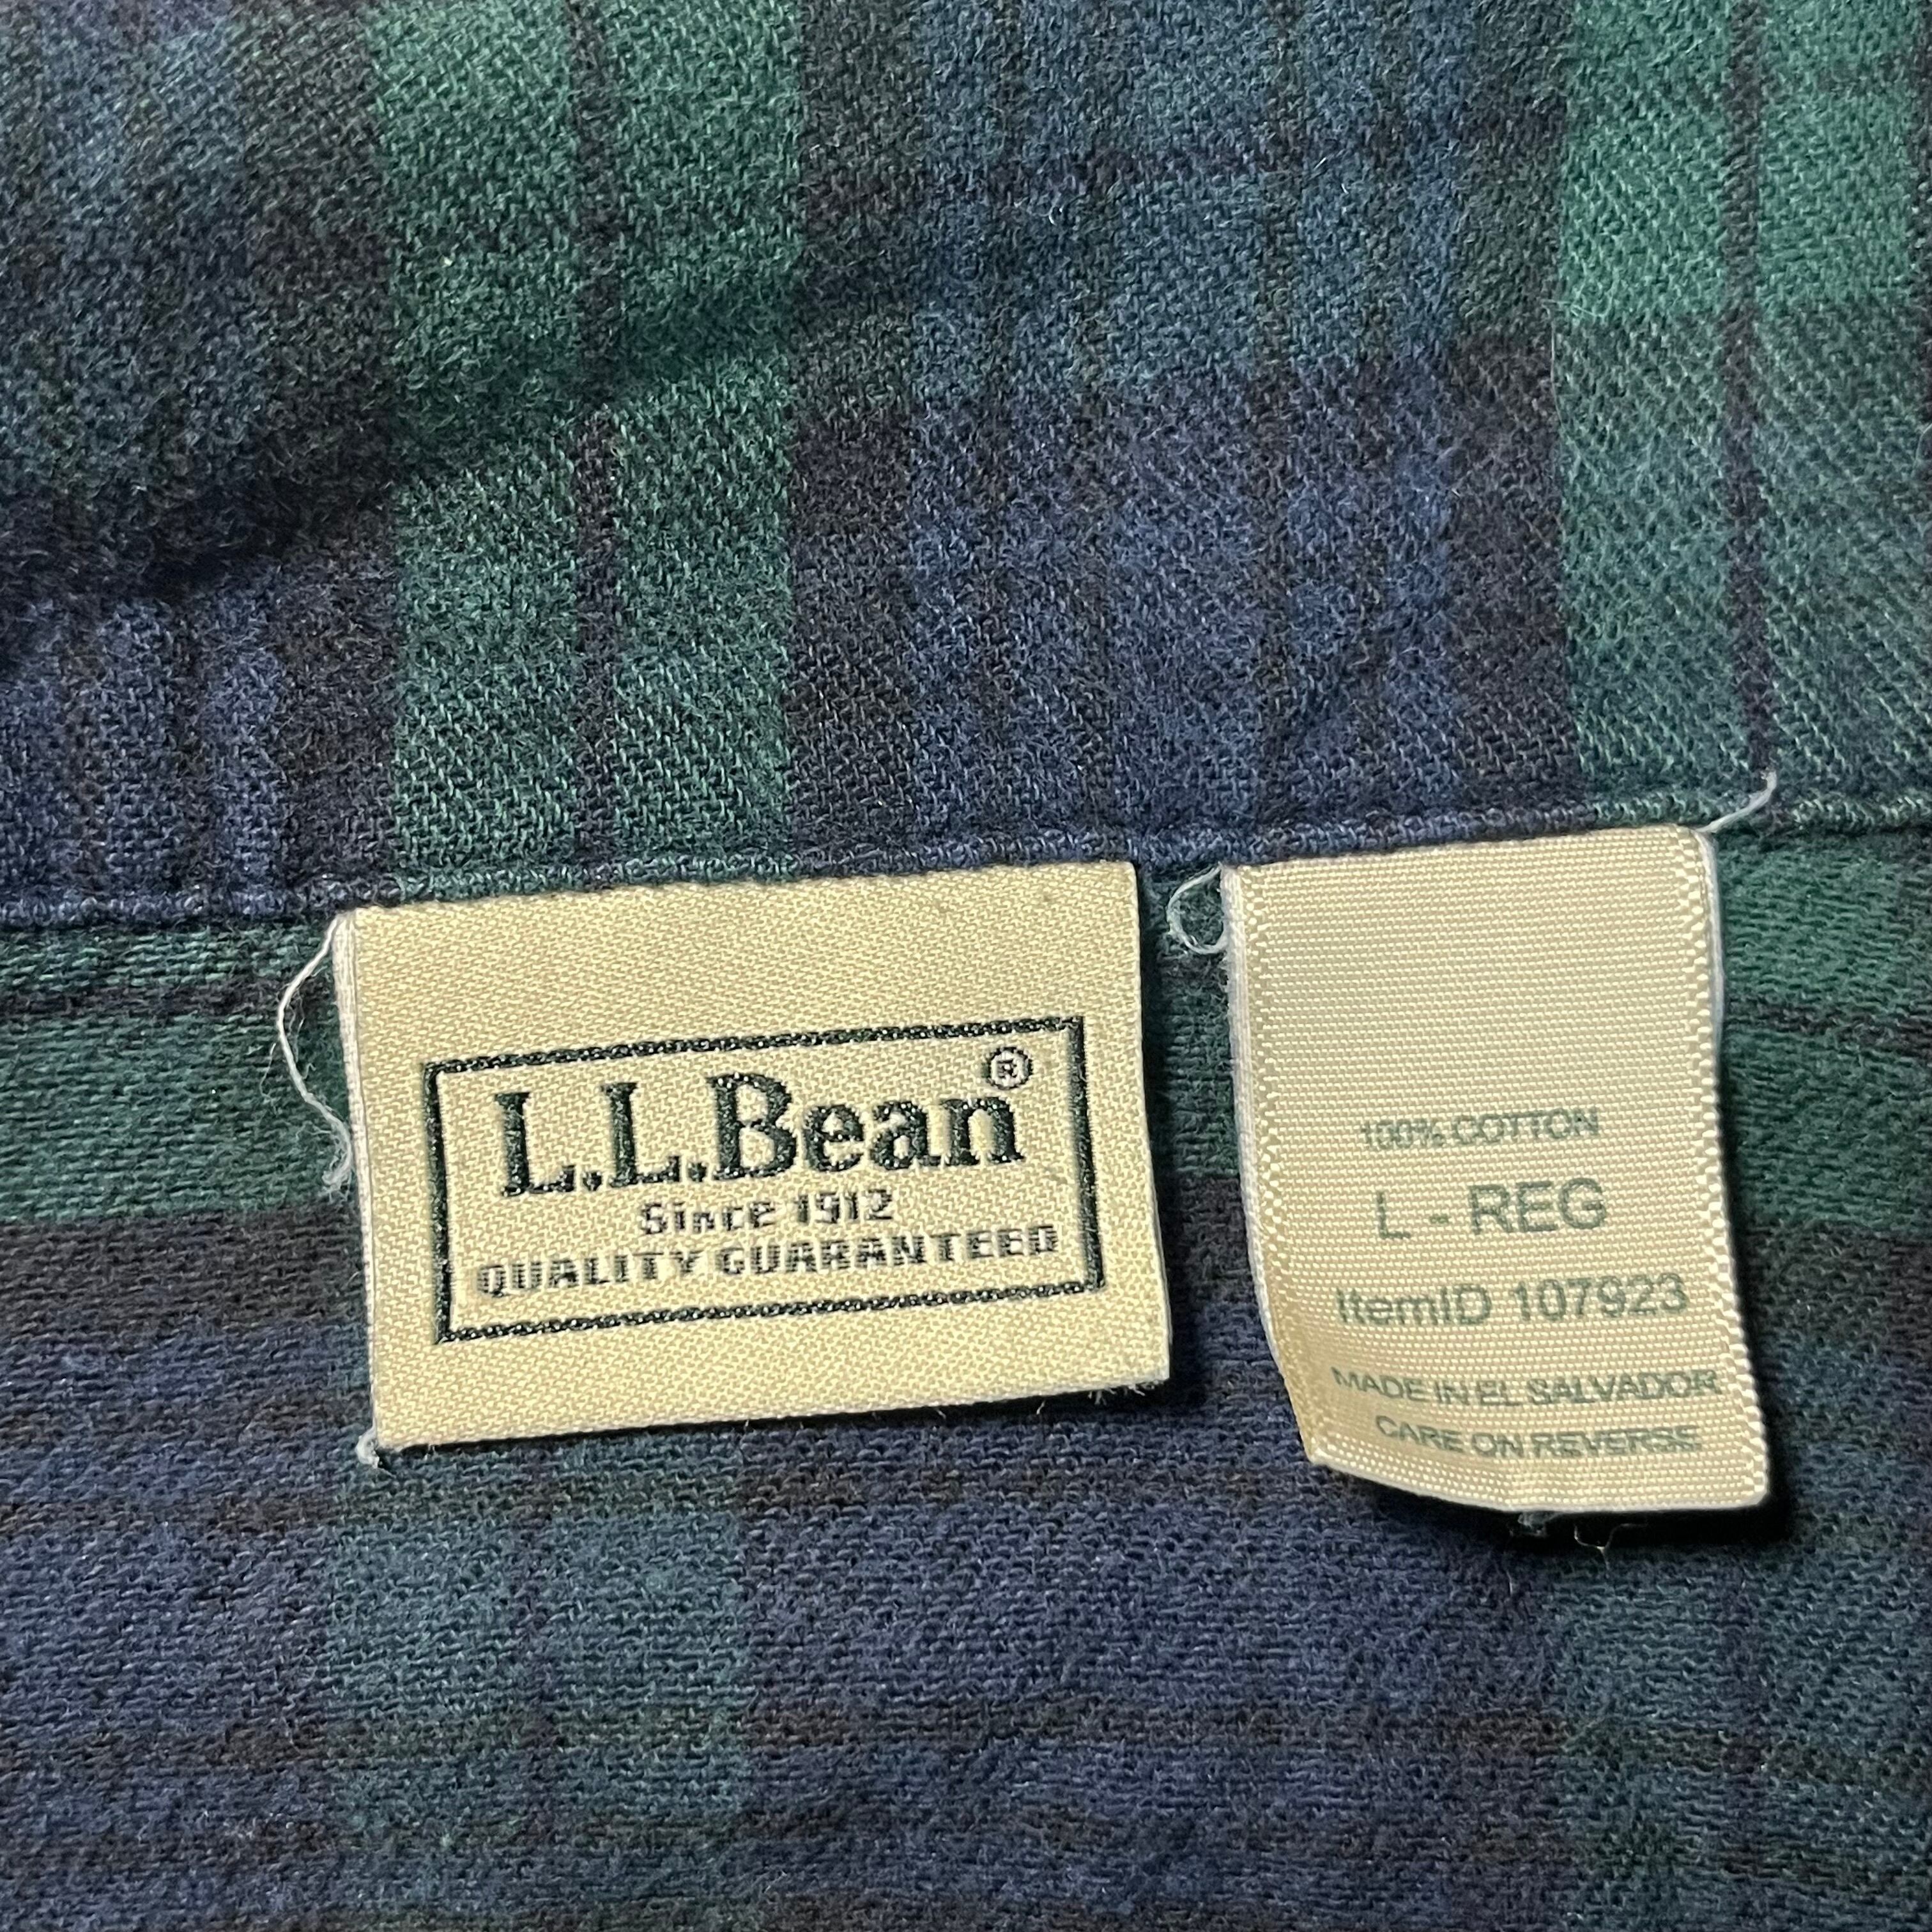 L.L.Bean®
Since 1912
QUALITY GUARANTEED
100% COTTON
L - REG
ItemID 107923
MADE IN EL SALVADOR
CARE ON REVERSE